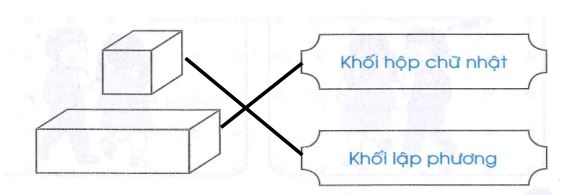 Khối hộp chữ nhật
Khối lập phương